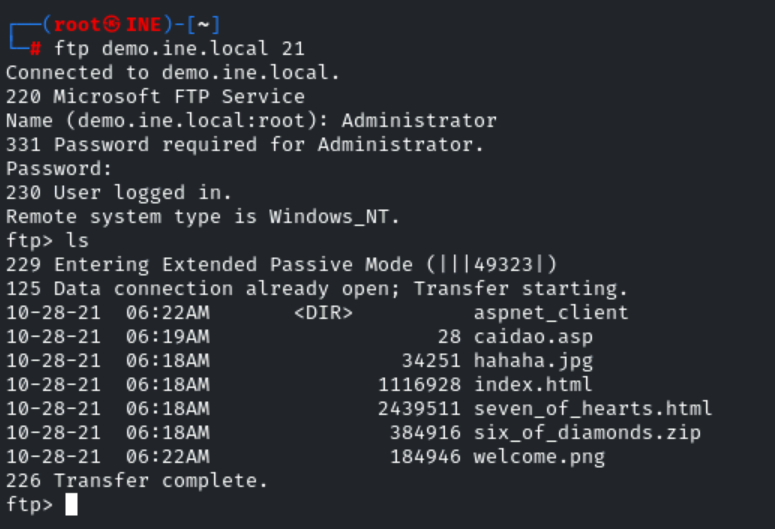 ┌──(root㉿INE)-[~]
└─# ftp demo.ine.local 21
Connected to demo.ine.local.
220 Microsoft FTP Service
Name (demo.ine.local:root): Administrator
331 Password required for Administrator.
Password:
230 User logged in.
Remote system type is Windows_NT.
ftp> ls
229 Entering Extended Passive Mode (|||49323|)
125 Data connection already open; Transfer starting.
10-28-21  06:22AM       <DIR>          aspnet_client
10-28-21  06:19AM                   28 caidao.asp
10-28-21  06:18AM                34251 hahaha.jpg
10-28-21  06:18AM              1116928 index.html
10-28-21  06:18AM              2439511 seven_of_hearts.html
10-28-21  06:18AM               384916 six_of_diamonds.zip
10-28-21  06:22AM               184946 welcome.png
226 Transfer complete.
ftp>